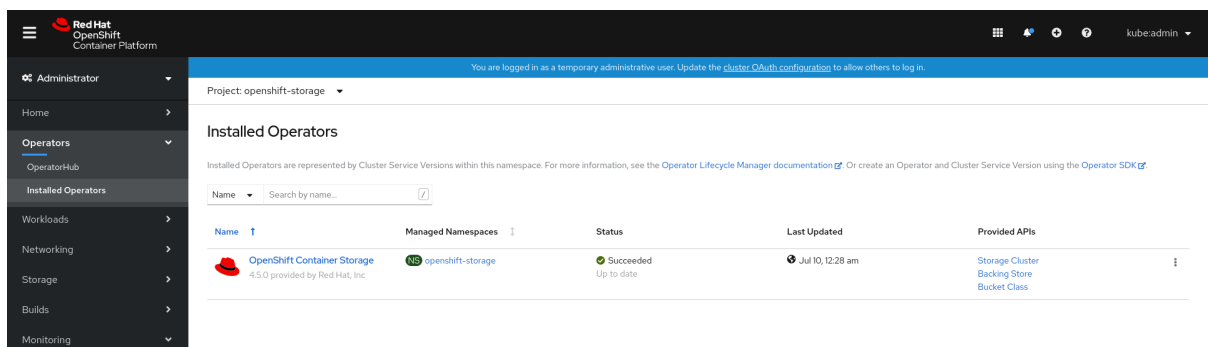 Red Hat
OpenShift
Container Platform
kube:admin
Administrator
You are logged in as a temporary administrative user. Update the cluster OAuth configuration to allow others to log in.
Project: openshift-storage
Home
Operators
OperatorHub
Installed Operators
Workloads
Networking
Storage
Builds
Monitoring
Installed Operators
Installed Operators are represented by Cluster Service Versions within this namespace. For more information, see the Operator Lifecycle Manager documentation. Or create an Operator and Cluster Service Version using the Operator SDK.
Name Search by name... /
Name Managed Namespaces Status Last Updated Provided APIs
OpenShift Container Storage NS openshift-storage Succeeded Jul 10, 12:28 am Storage Cluster
4.5.0 provided by Red Hat, Inc Up to date Backing Store
Bucket Class